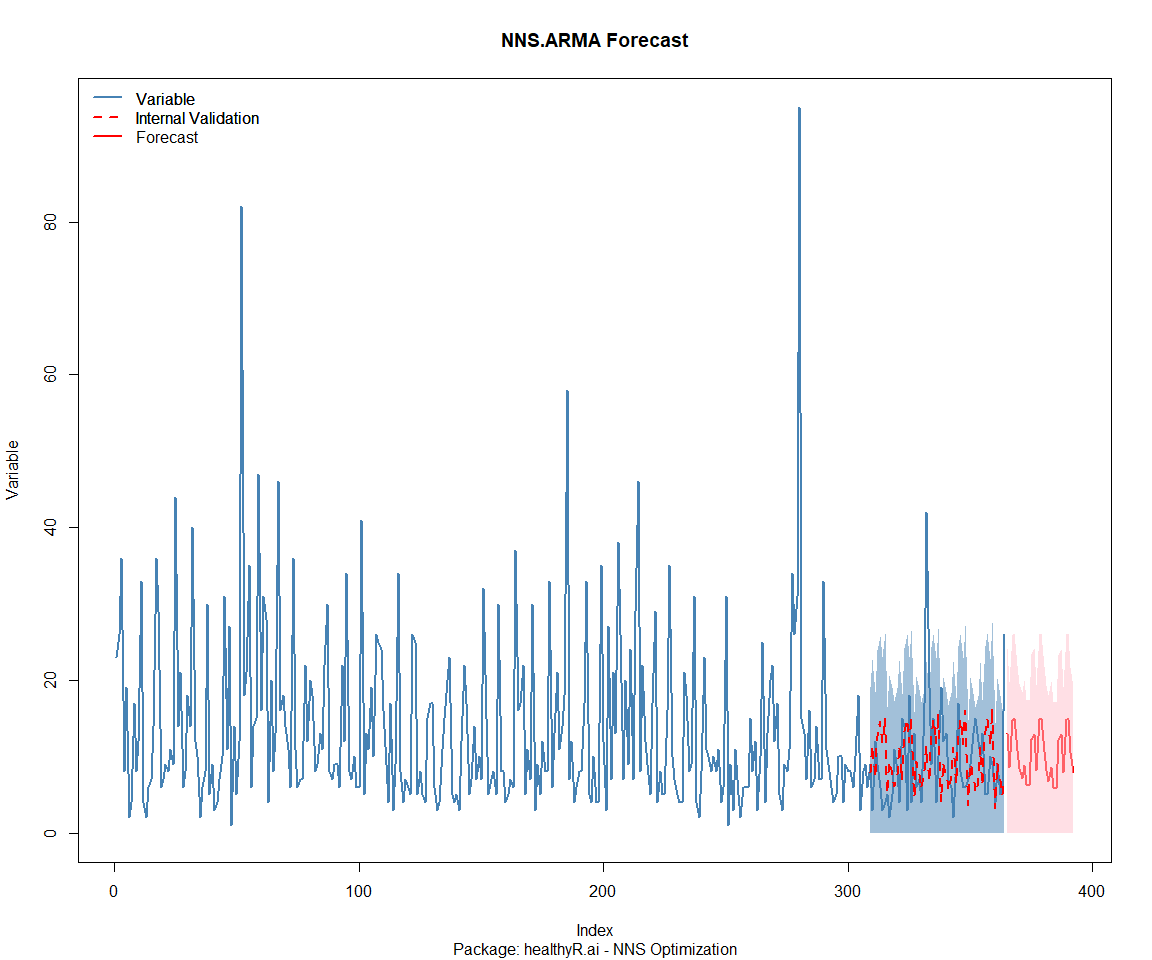 NNS.ARMA Forecast
Variable
Internal Validation
Forecast
Variable
80
60
40
20
0
0 100 200 300 400
Index
Package: healthyR.ai - NNS Optimization